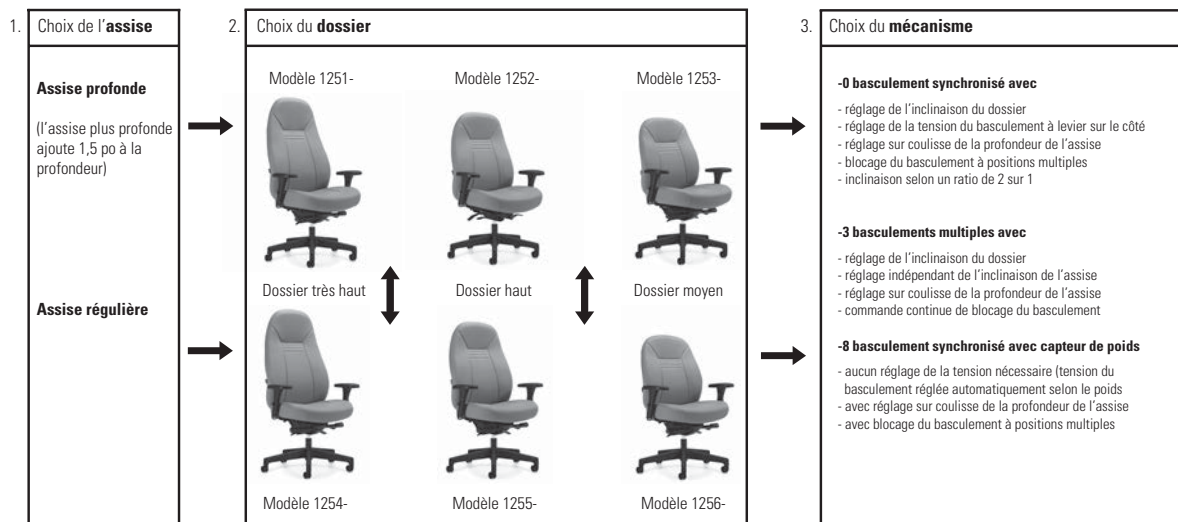 1. Choix de l'assise
Assise profonde
(l'assise plus profonde
ajoute 1,5 po à la
profondeur)
Assise régulière
2. Choix du dossier
Modèle 1251-
Modèle 1252-
Modèle 1253-
Dossier très haut
Dossier haut
Dossier moyen
Modèle 1254-
Modèle 1255-
Modèle 1256-
3. Choix du mécanisme
-0 basculement synchronisé avec
- réglage de l'inclinaison du dossier
- réglage de la tension du basculement à levier sur le côté
- réglage sur coulisse de la profondeur de l'assise
- blocage du basculement à positions multiples
- inclinaison selon un ratio de 2 sur 1
-3 basculements multiples avec
- réglage de l'inclinaison du dossier
- réglage indépendant de l'inclinaison de l'assise
- réglage sur coulisse de la profondeur de l'assise
- commande continue de blocage du basculement
-8 basculement synchronisé avec capteur de poids
- aucun réglage de la tension nécessaire (tension du
basculement réglée automatiquement selon le poids
- avec réglage sur coulisse de la profondeur de l'assise
- avec blocage du basculement à positions multiples